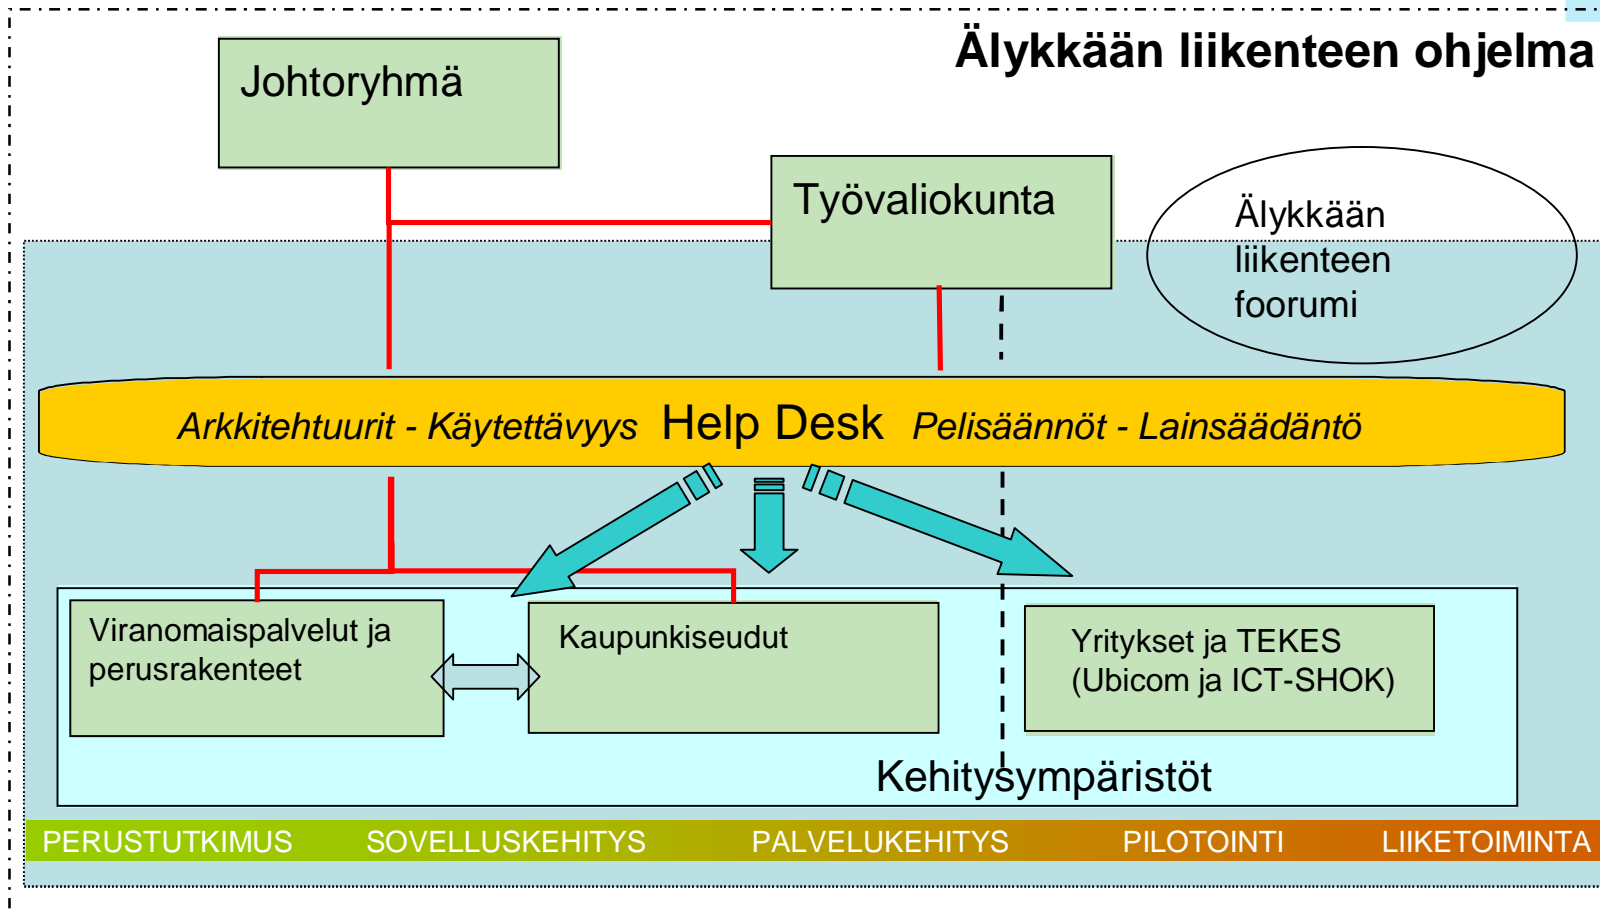 Älykkään liikenteen ohjelma
Johtoryhmä
Työvaliokunta
Älykkään
liikenteen
foorumi
Arkkitehtuurit - Käytettävyys Help Desk Pelisäännöt - Lainsäädäntö
Viranomaispalvelut ja
perusrakenteet
Kaupunkiseudut
Yritykset ja TEKES
(Ubicom ja ICT-SHOK)
Kehitysympäristöt
PERUSTUTKIMUS SOVELLUSKEHITYS PALVELUKEHITYS PILOTOINTI LIIKETOIMINTA